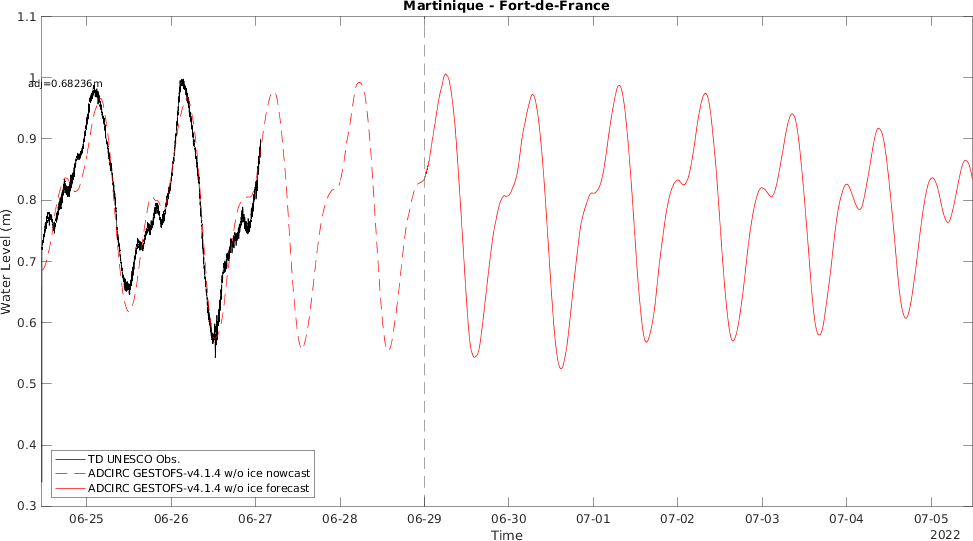 Martinique - Fort-de-France
1.1
1
adj=0.68236m
0.9
0.8
0.7
0.6
0.5
0.4
0.3
Water Level (m)
TD UNESCO Obs.
ADCIRC GESTOFS-v4.1.4 w/o ice nowcast
ADCIRC GESTOFS-v4.1.4 w/o ice forecast
06-25 06-26 06-27 06-28 06-29 06-30 07-01 07-02 07-03 07-04 07-05
Time
2022